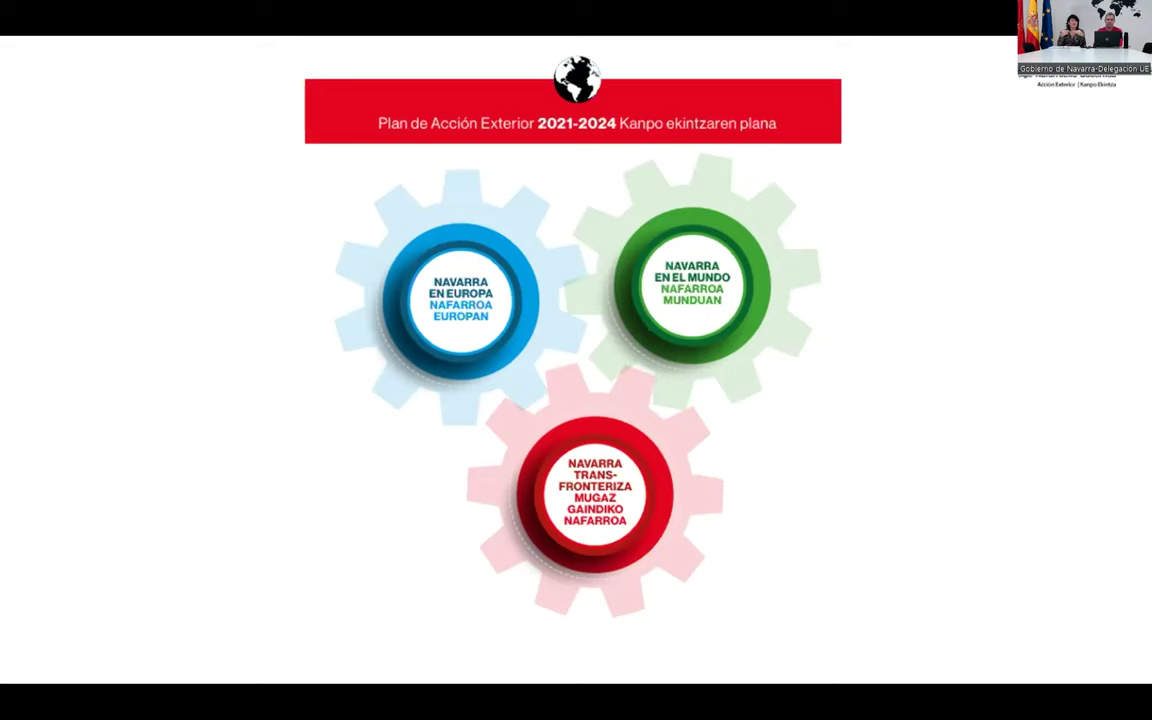 Gobierno de Navarra-Delegación UE
Acción Exterior | Kanpo Ekintza
Plan de Acción Exterior 2021-2024 Kanpo ekintzaren plana
NAVARRA
EN EUROPA
NAFARROA
EUROPAN
NAVARRA
EN EL MUNDO
NAFARROA
MUNDUAN
NAVARRA
TRANS-
FRONTERIZA
MUGAZ
GAINDIKO
NAFARROA